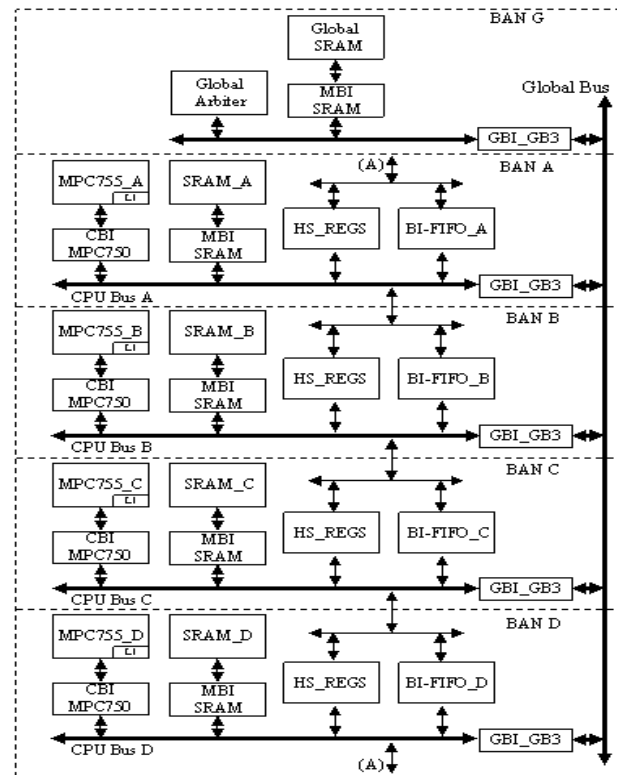 BAN G
Global
SRAM
Global
Arbiter
MBI
SRAM
Global Bus
GBI_GB3
(A)
BAN A
MPC755_A
L1
SRAM_A
CBI
MPC750
MBI
SRAM
HS_REGS
BI-FIFO_A
GBI_GB3
CPU Bus A
BAN B
MPC755_B
L1
SRAM_B
CBI
MPC750
MBI
SRAM
HS_REGS
BI-FIFO_B
GBI_GB3
CPU Bus B
BAN C
MPC755_C
L1
SRAM_C
CBI
MPC750
MBI
SRAM
HS_REGS
BI-FIFO_C
GBI_GB3
CPU Bus C
BAN D
MPC755_D
L1
SRAM_D
CBI
MPC750
MBI
SRAM
HS_REGS
BI-FIFO_D
GBI_GB3
CPU Bus D
(A)